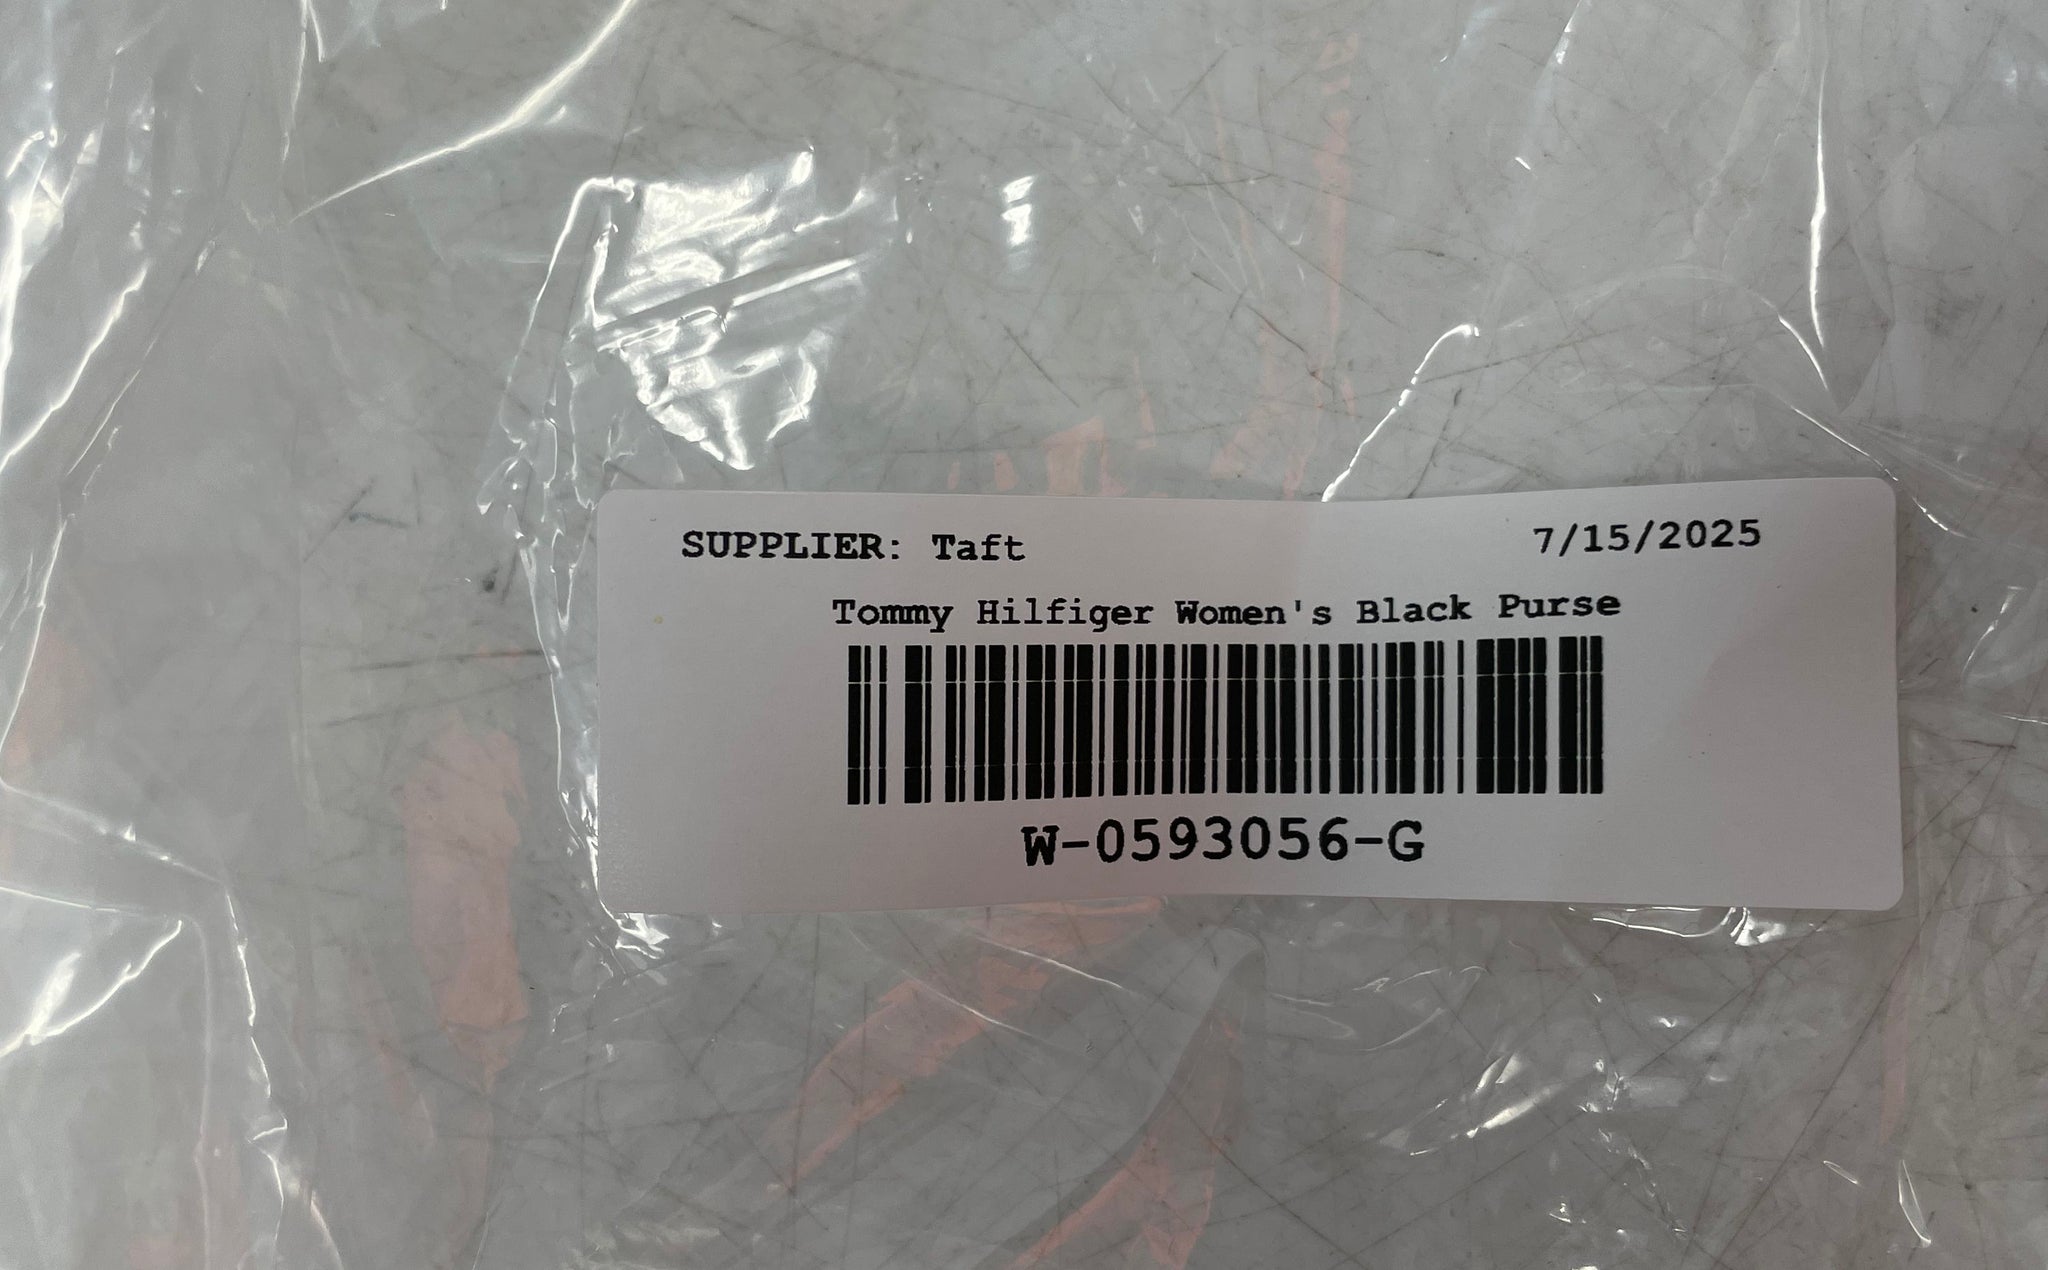 SUPPLIER: Taft 7/15/2025
Tommy Hilfiger Women's Black Purse
W-0593056-G